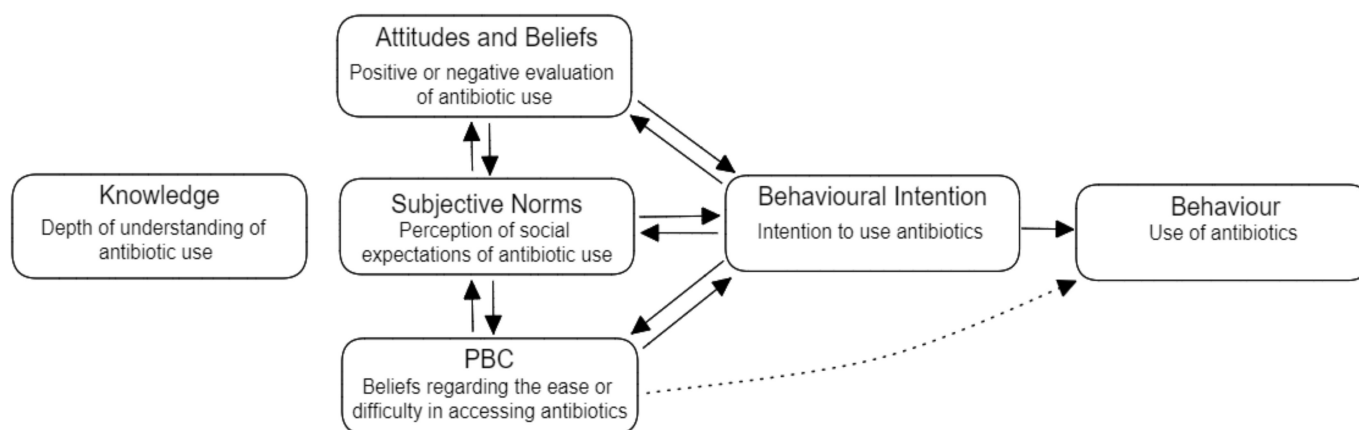 Attitudes and Beliefs
Positive or negative evaluation
of antibiotic use
Knowledge
Depth of understanding of
antibiotic use
Subjective Norms
Perception of social
expectations of antibiotic use
Behavioural Intention
Intention to use antibiotics
Behaviour
Use of antibiotics
PBC
Beliefs regarding the ease or
difficulty in accessing antibiotics